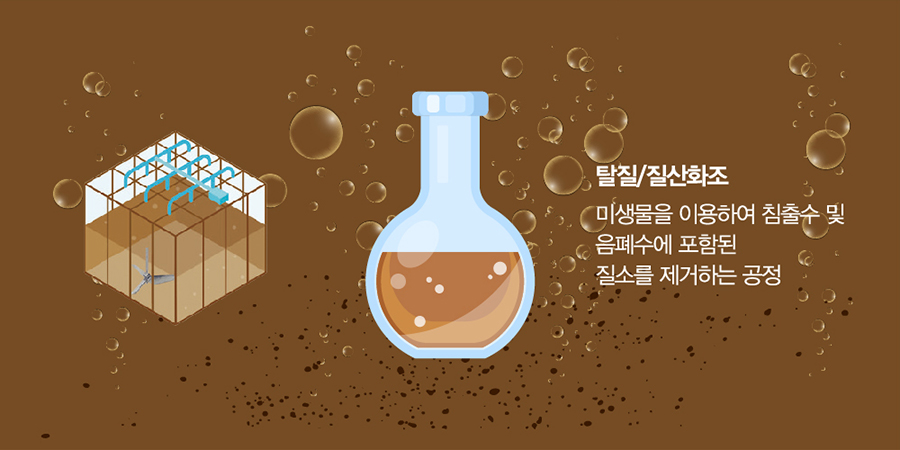 탈질/질산화조
미생물을 이용하여 침출수 및
음폐수에 포함된
질소를 제거하는 공정